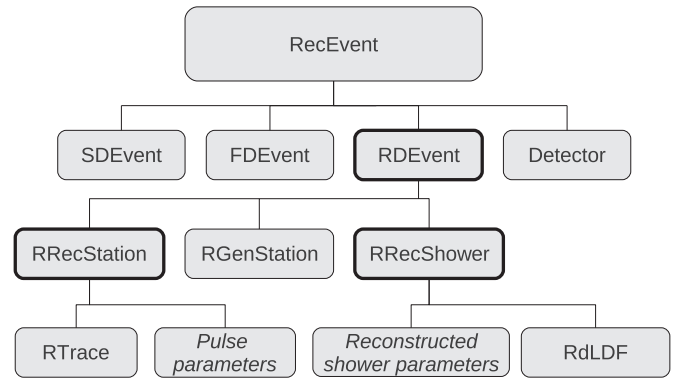 RecEvent
SDEvent
FDEvent
RDEvent
Detector
RRecStation
RGenStation
RRecShower
RTrace
Pulse
parameters
Reconstructed
shower parameters
RdLDF